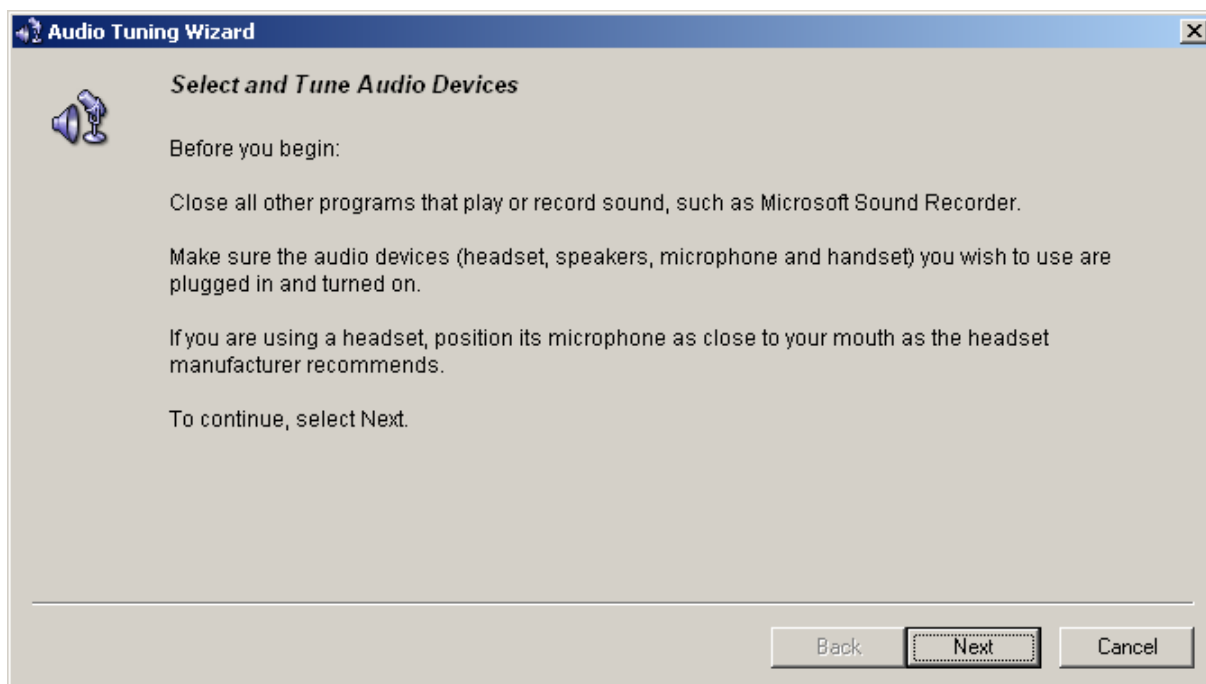 Audio Tuning Wizard
Select and Tune Audio Devices
Before you begin:
Close all other programs that play or record sound, such as Microsoft Sound Recorder.
Make sure the audio devices (headset, speakers, microphone and handset) you wish to use are
plugged in and turned on.
If you are using a headset, position its microphone as close to your mouth as the headset
manufacturer recommends.
To continue, select Next.
Back Next Cancel